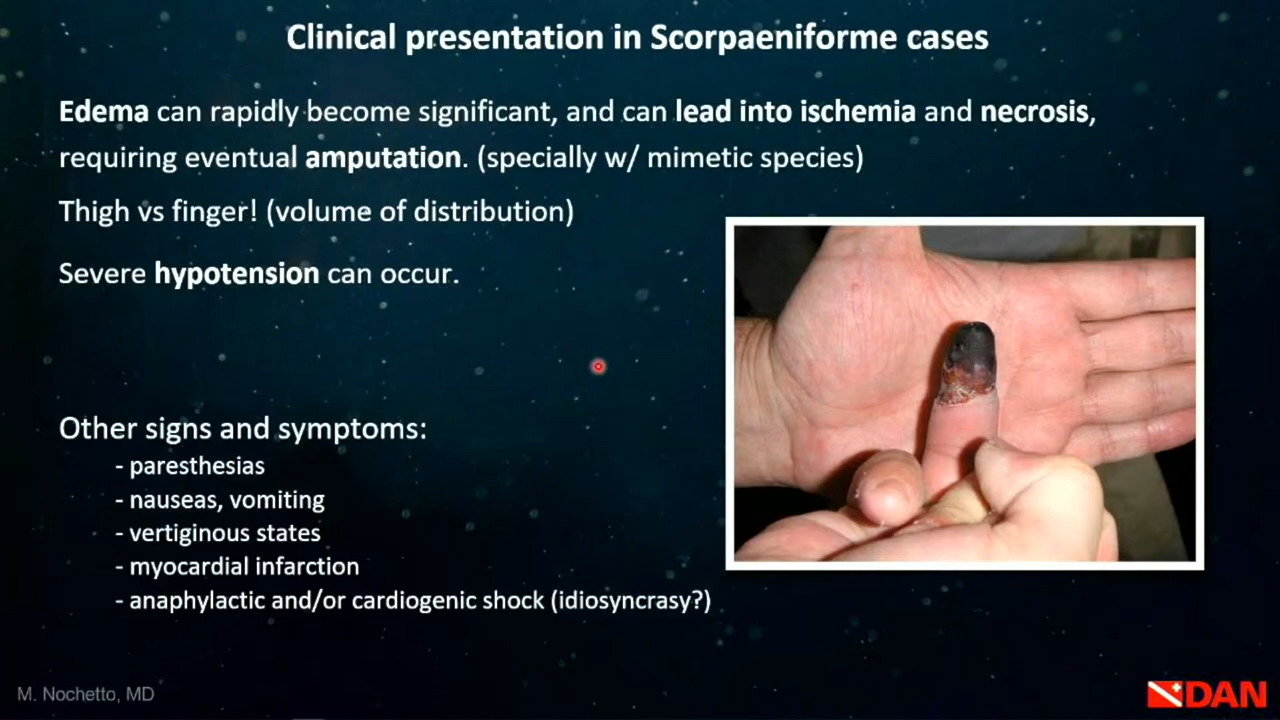 Clinical presentation in Scorpaeniforme cases
Edema can rapidly become significant, and can lead into ischemia and necrosis,
requiring eventual amputation. (specially w/ mimetic species)
Thigh vs finger! (volume of distribution)
Severe hypotension can occur.
Other signs and symptoms:
- paresthesias
- nauseas, vomiting
- vertiginous states
- myocardial infarction
- anaphylactic and/or cardiogenic shock (idiosyncrasy?)
M. Nochetto, MD
DAN